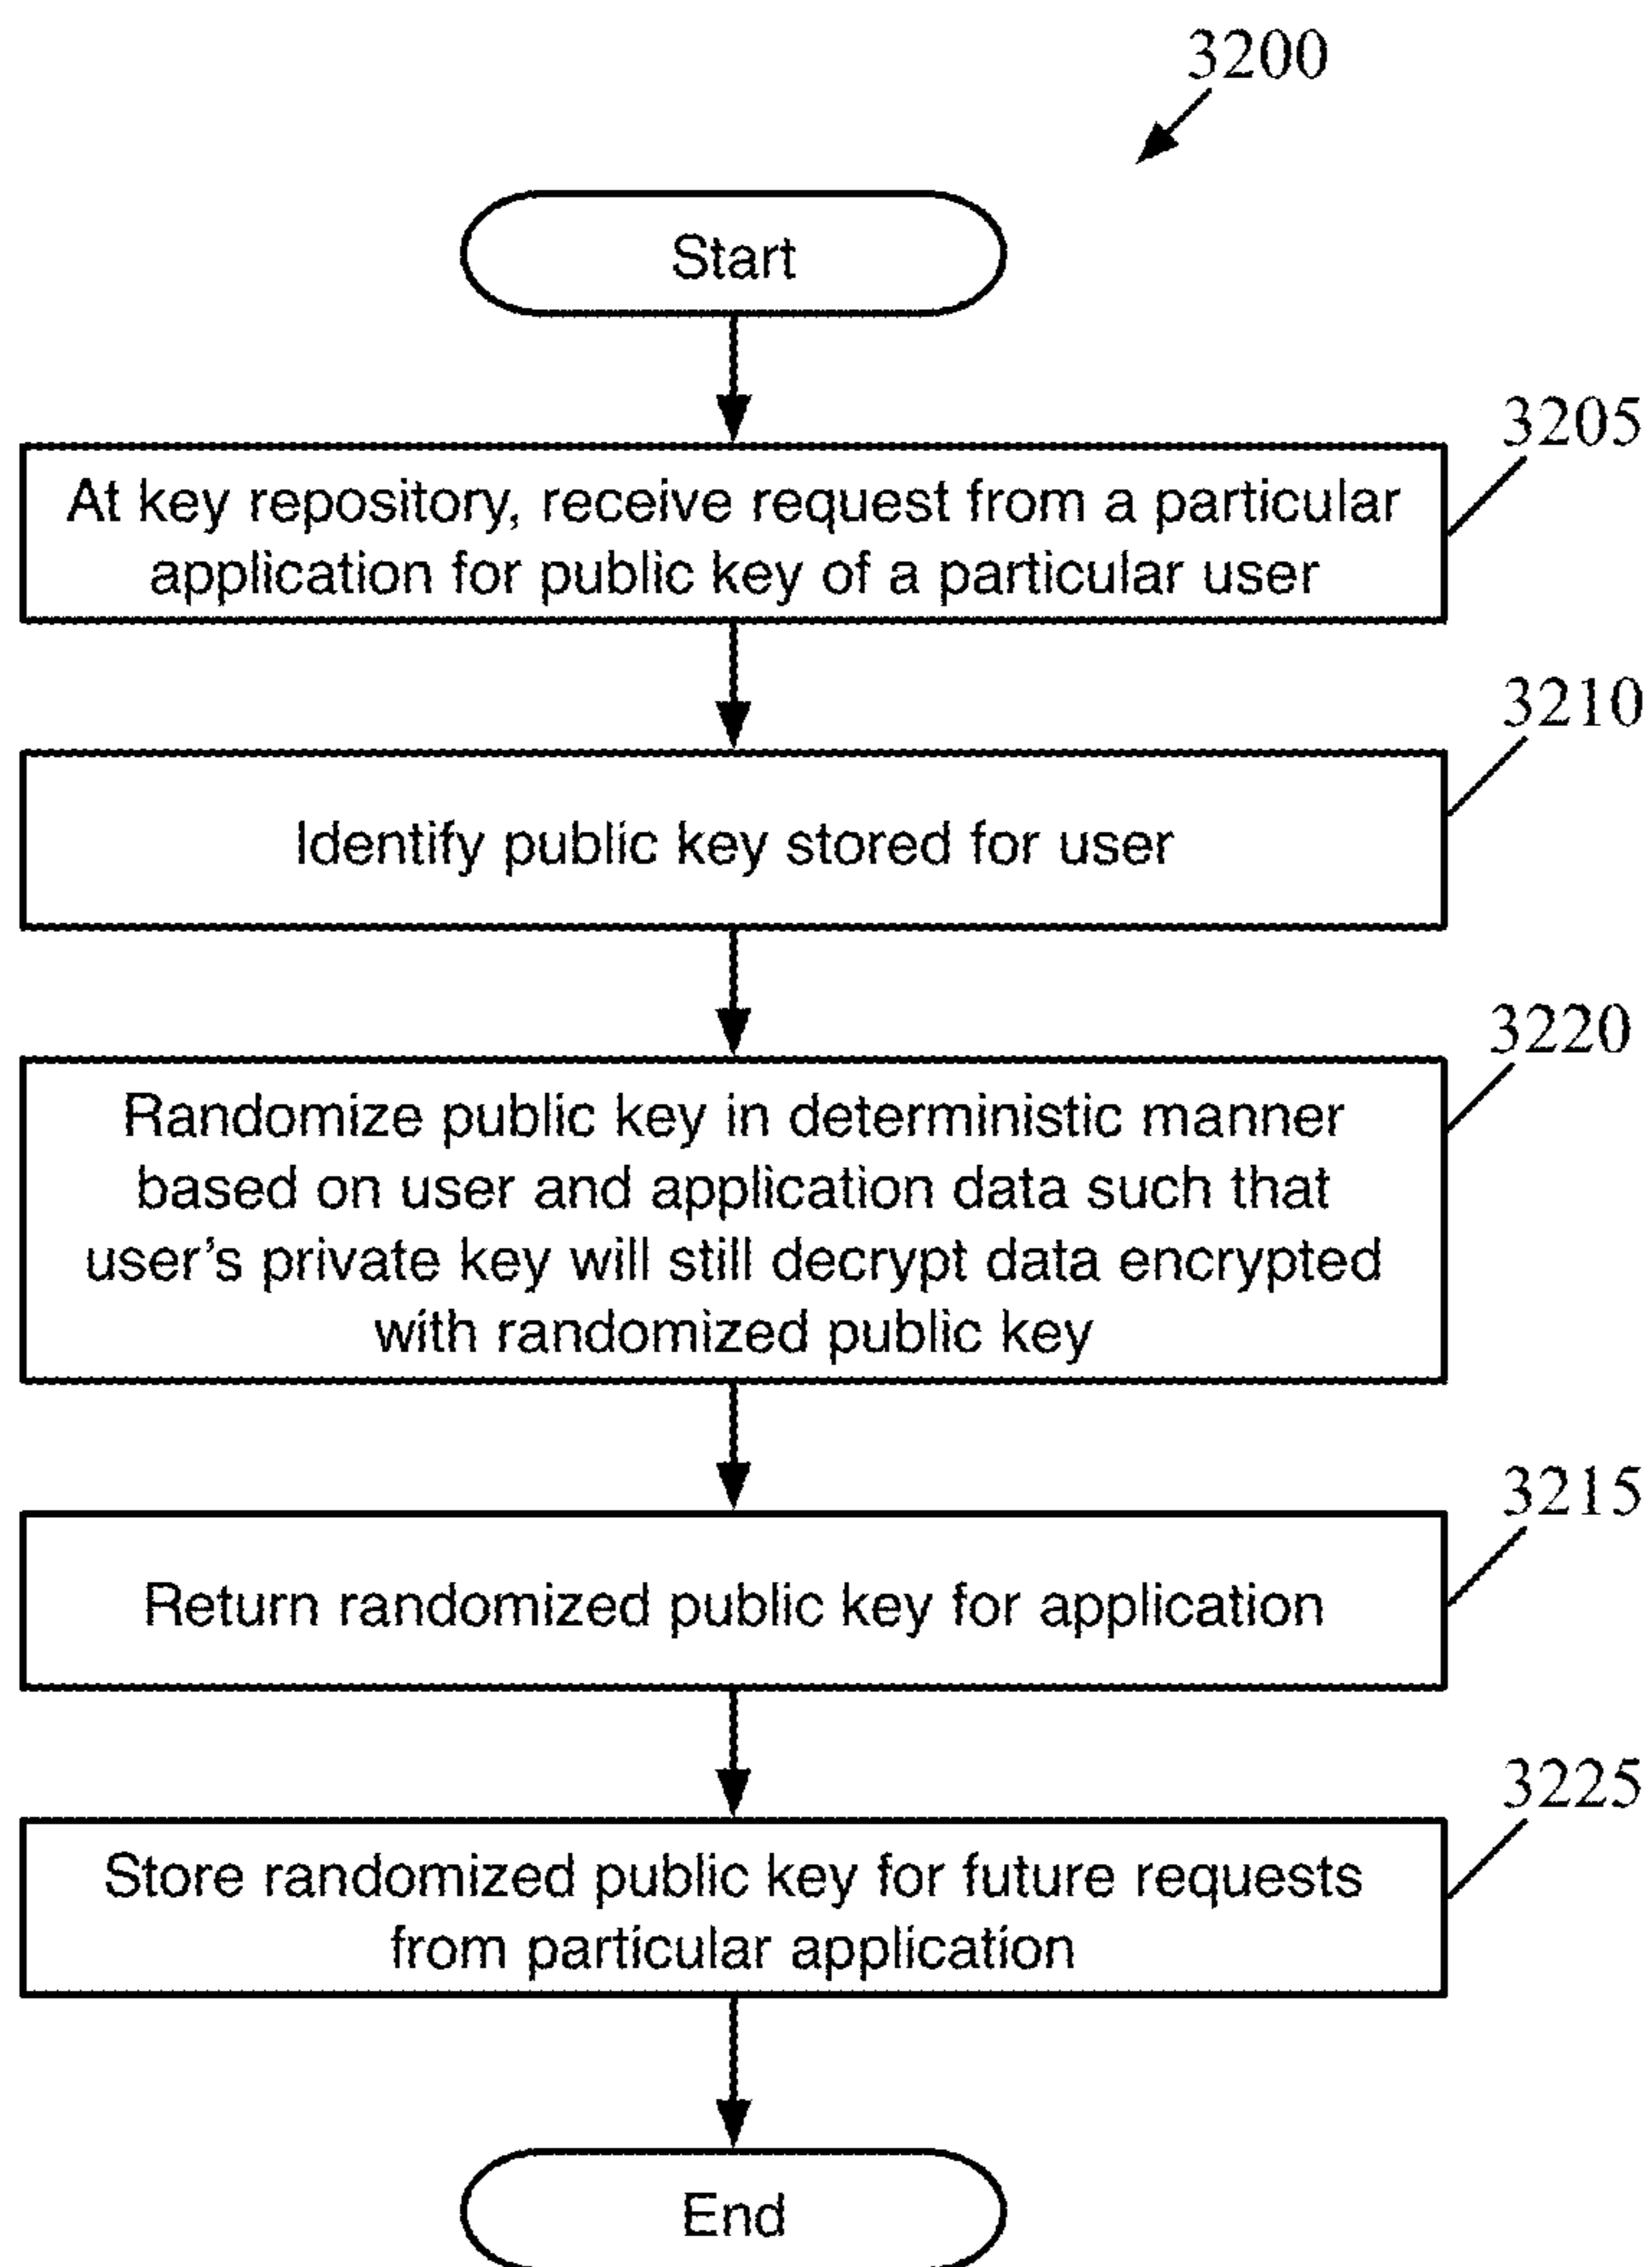 3200
Start
3205
At key repository, receive request from a particular
application for public key of a particular user
3210
Identify public key stored for user
3220
Randomize public key in deterministic manner
based on user and application data such that
user's private key will still decrypt data encrypted
with randomized public key
3215
Return randomized public key for application
3225
Store randomized public key for future requests
from particular application
End